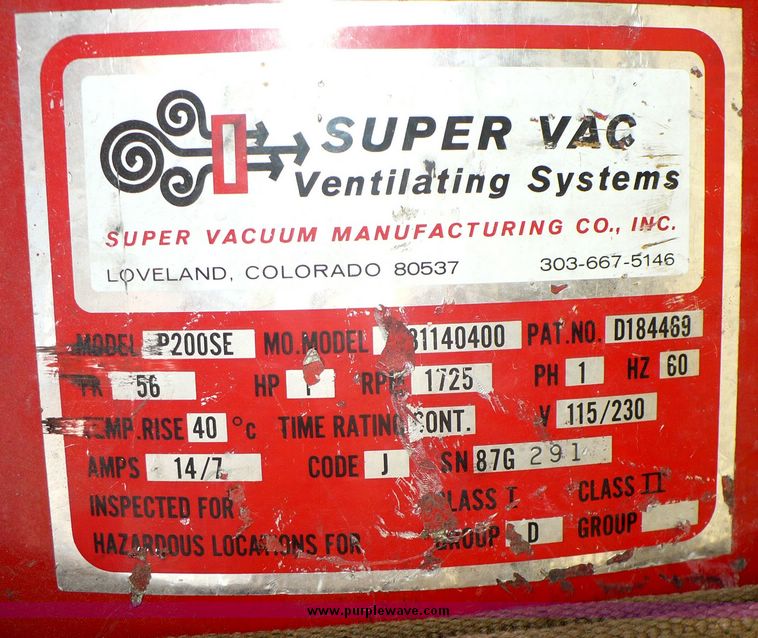 SUPER VAC
Ventilating Systems
SUPER VACUUM MANUFACTURING CO., INC.
LOVELAND, COLORADO 80537 303-667-5146
MODEL P200SE MO. MODEL 81140400 PAT. NO. D184469
FR 56 HP 1 RPM 1725 PH 1 HZ 60
TEMP. RISE 40 °C TIME RATING CONT. V 115/230
AMPS 14/7 CODE J SN 87G 291
INSPECTED FOR CLASS I CLASS II
HAZARDOUS LOCATIONS FOR GROUP D GROUP
www.purplewave.com